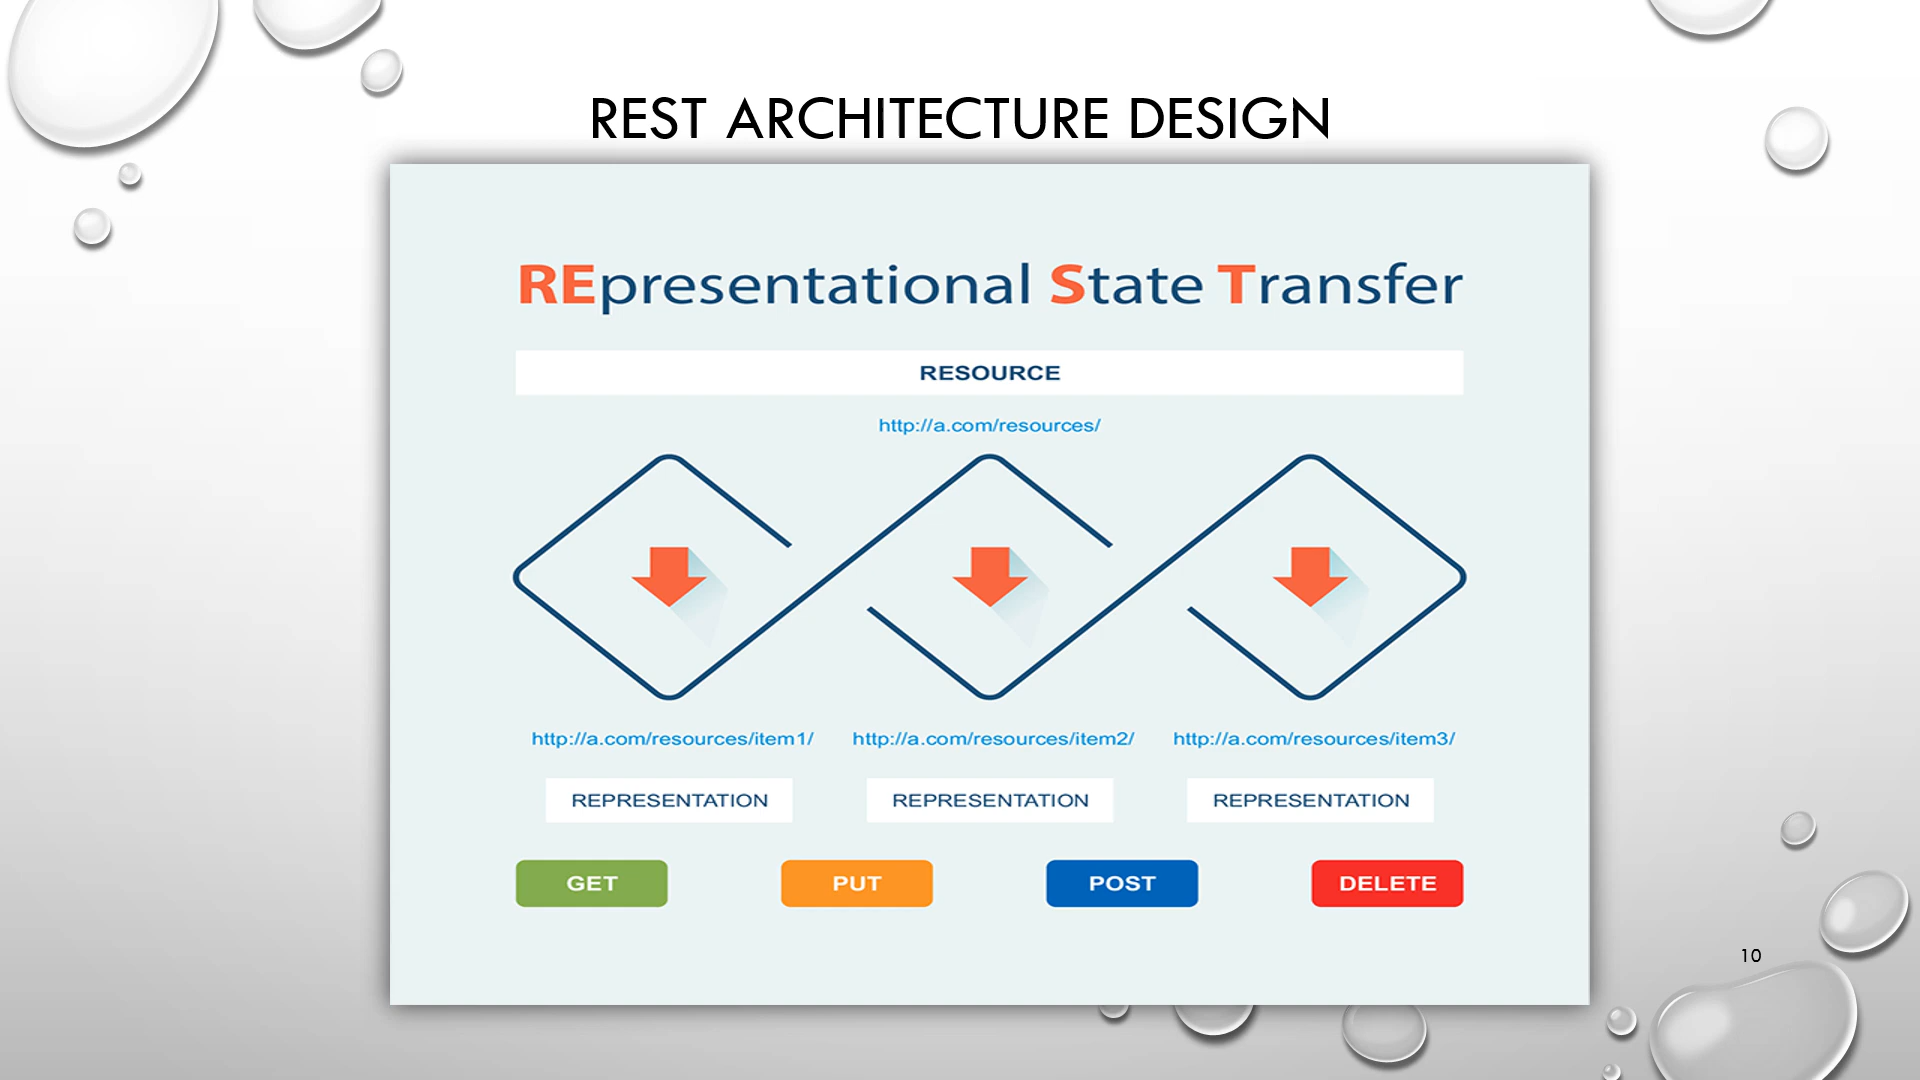 REST ARCHITECTURE DESIGN
REpresentational State Transfer
RESOURCE
http://a.com/resources/
http://a.com/resources/item1/ http://a.com/resources/item2/ http://a.com/resources/item3/
REPRESENTATION REPRESENTATION REPRESENTATION
GET PUT POST DELETE
10